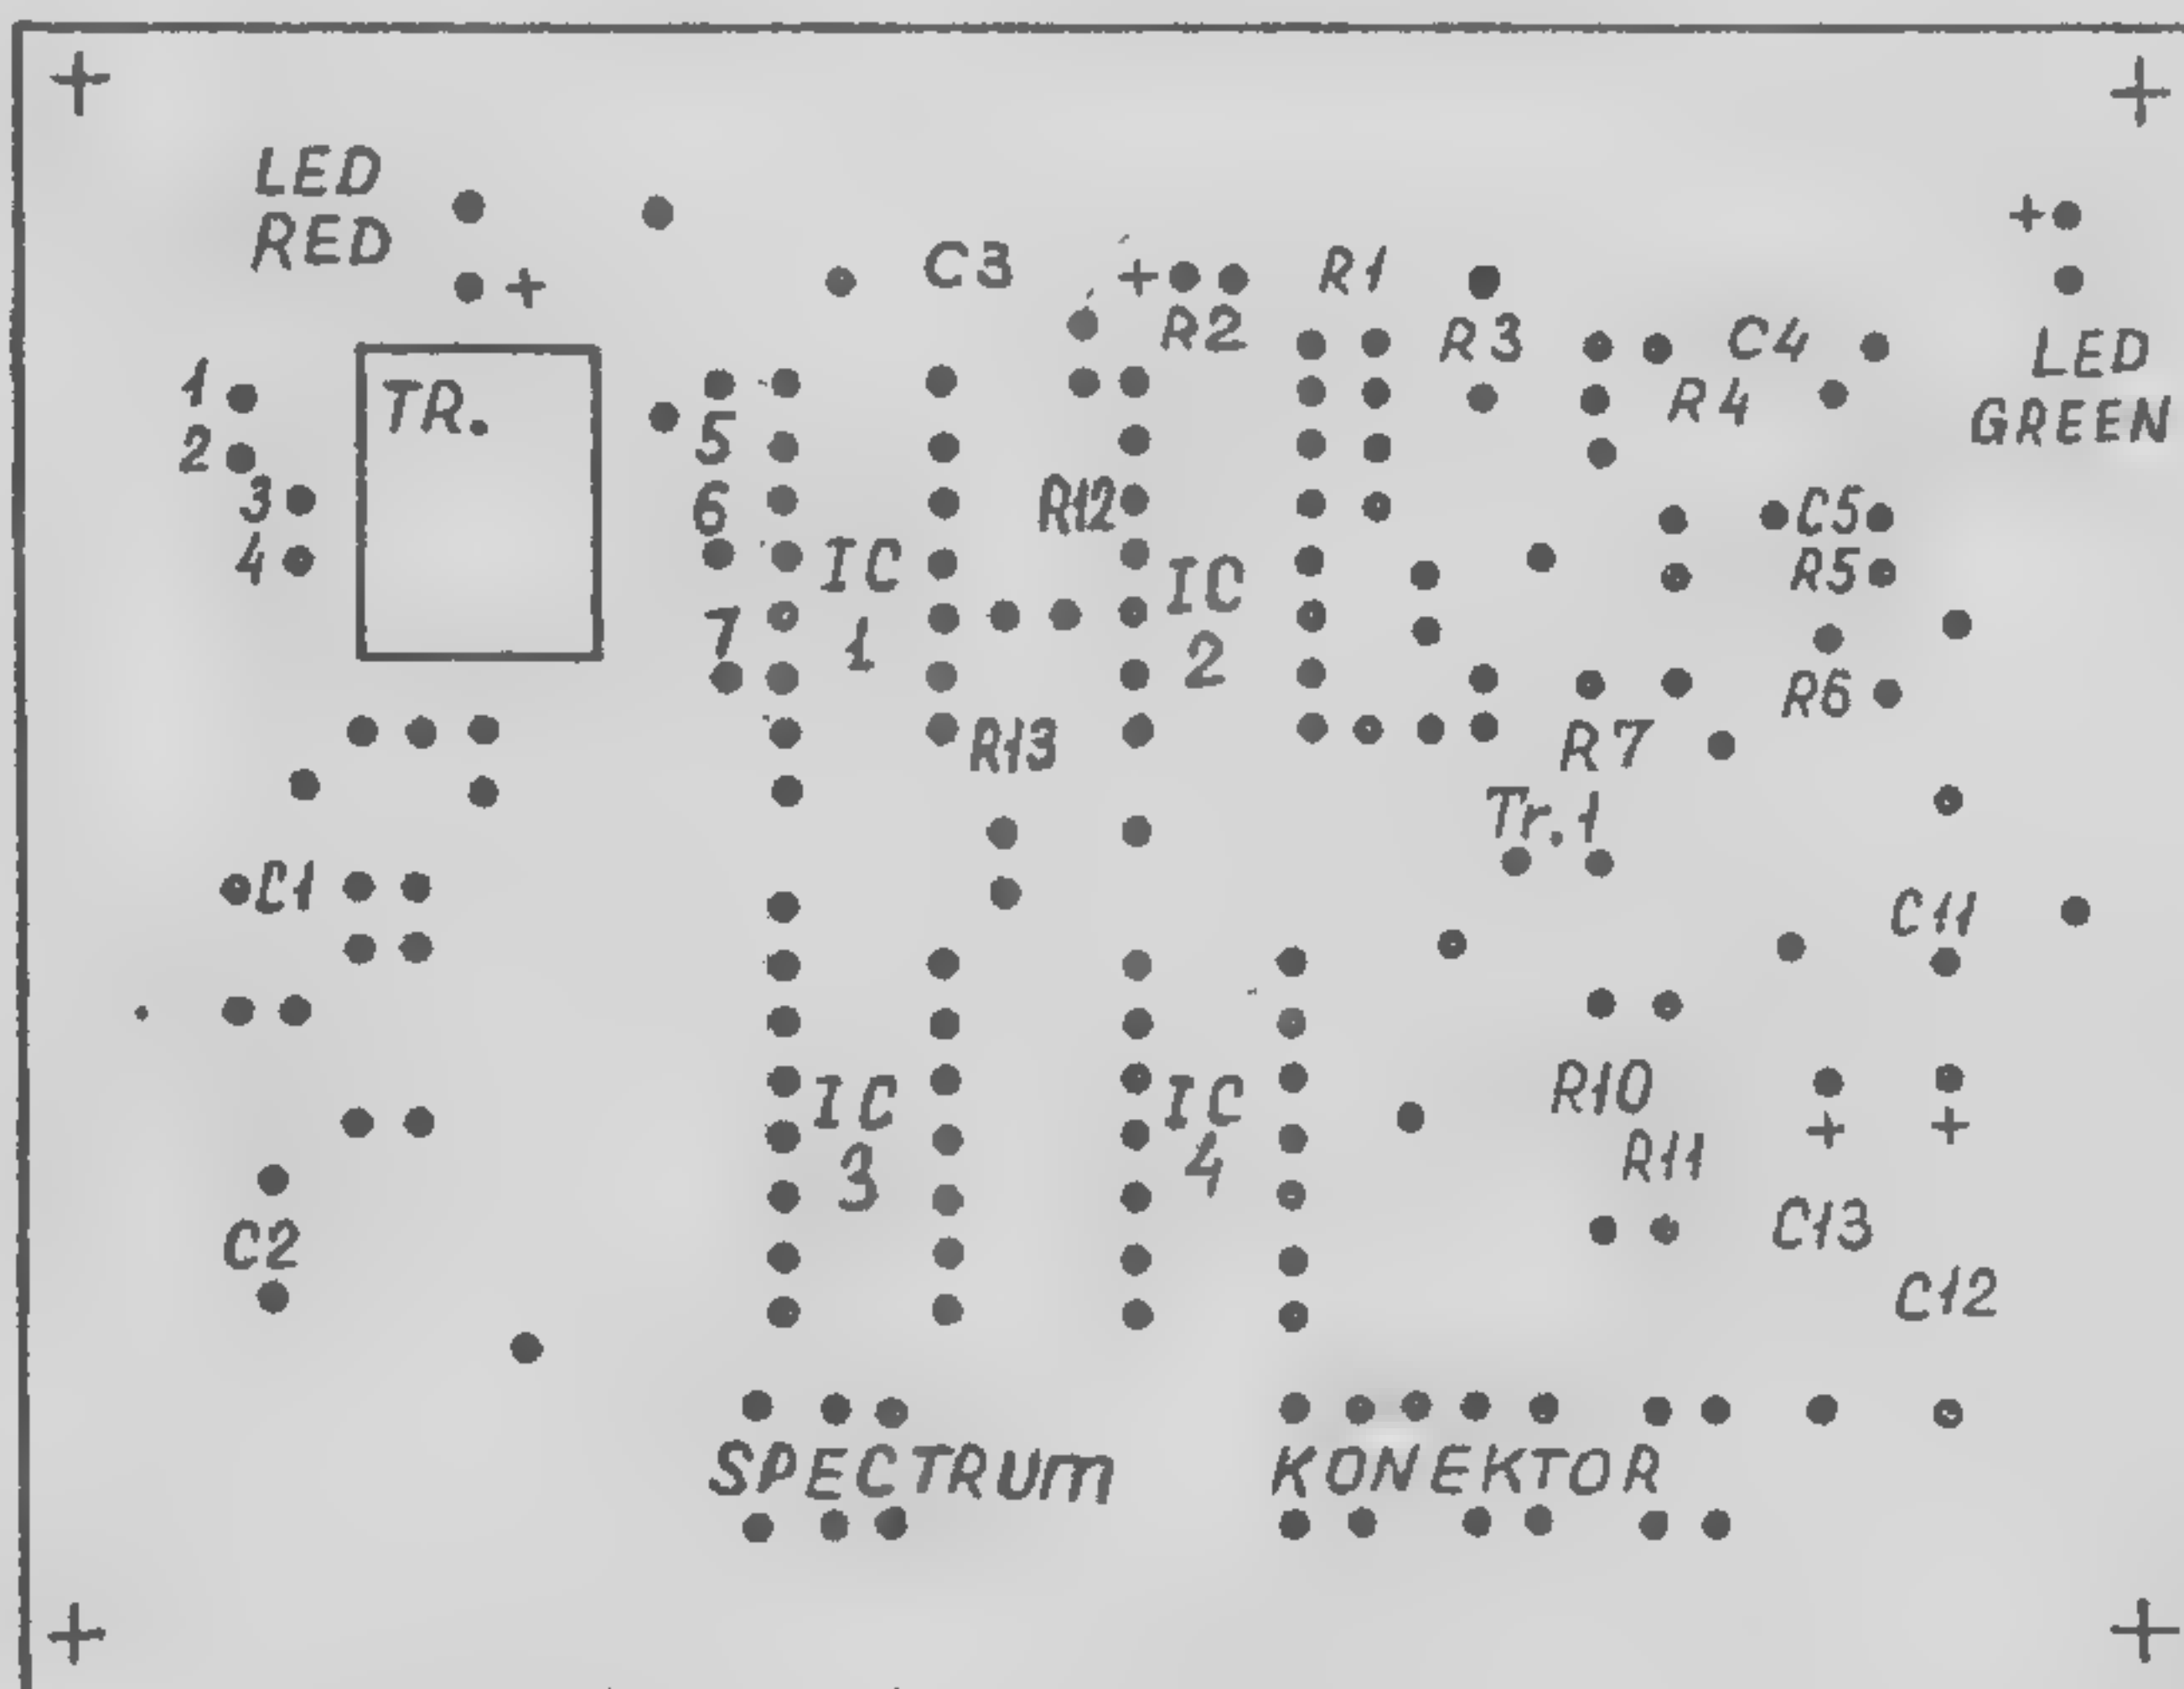 LED
RED
C3
+
R1
+
+
R2
R3
C4
LED
GREEN
1
TR.
R4
2
5
3
6
R12
C5
4
IC
1
IC
2
R5
7
R6
R13
R7
Tr.1
C1
C11
IC
3
IC
4
R10
+
+
R11
C2
C13
C12
SPECTRUM KONEKTOR